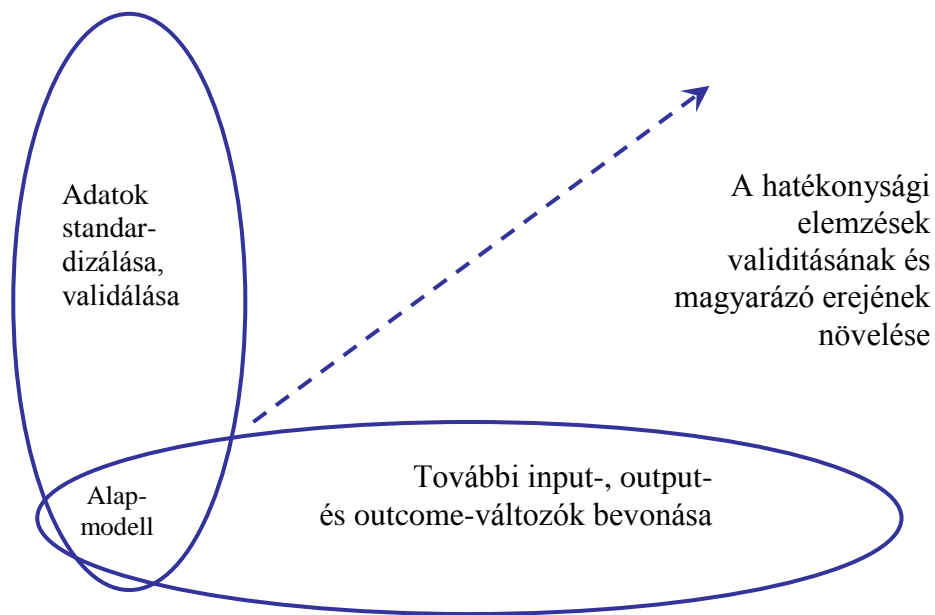 Adatok
standar-
dizálása,
validálása
A hatékonysági
elemzések
validitásának és
magyarázó erejének
növelése
Alap-
modell
További input-, output-
és outcome-változók bevonása